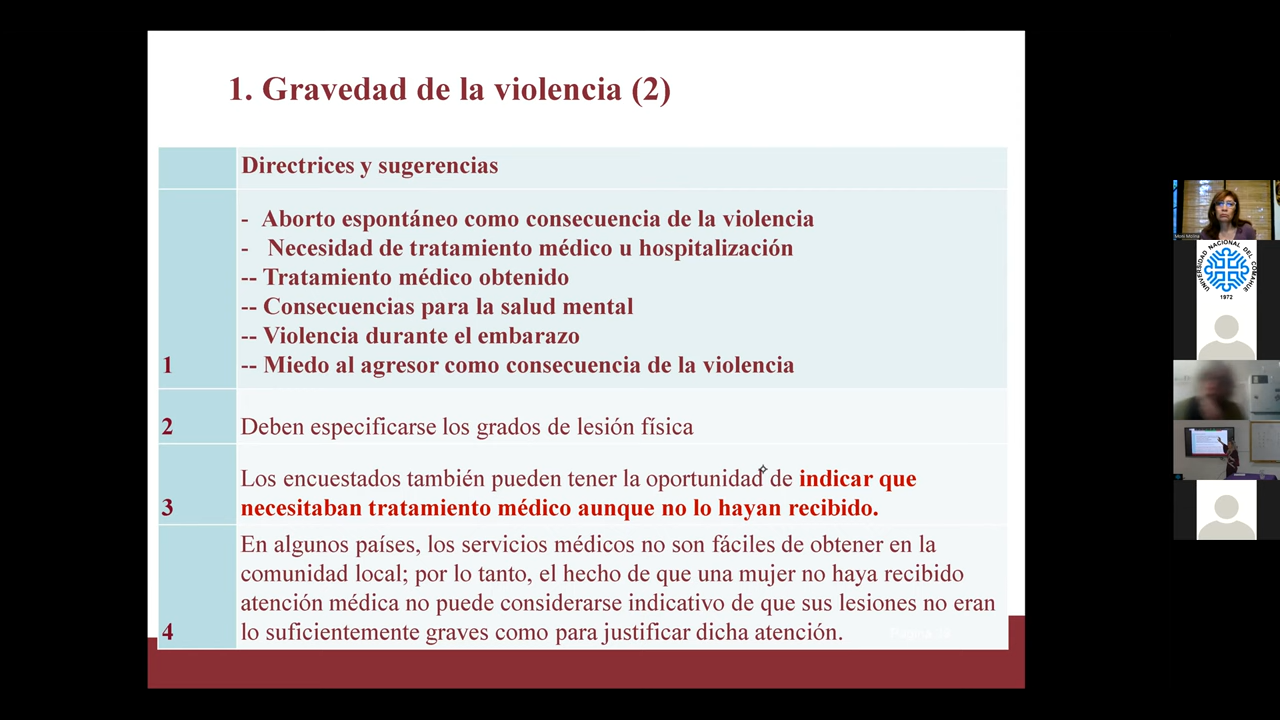 1. Gravedad de la violencia (2)
Directrices y sugerencias
- Aborto espontáneo como consecuencia de la violencia
- Necesidad de tratamiento médico u hospitalización
-- Tratamiento médico obtenido
-- Consecuencias para la salud mental
-- Violencia durante el embarazo
1 -- Miedo al agresor como consecuencia de la violencia
2 Deben especificarse los grados de lesión física
Los encuestados también pueden tener la oportunidad de indicar que
3 necesitaban tratamiento médico aunque no lo hayan recibido.
En algunos países, los servicios médicos no son fáciles de obtener en la
comunidad local; por lo tanto, el hecho de que una mujer no haya recibido
atención médica no puede considerarse indicativo de que sus lesiones no eran
4 lo suficientemente graves como para justificar dicha atención.
UNIVERSIDAD NACIONAL DEL COMAHUE
1972